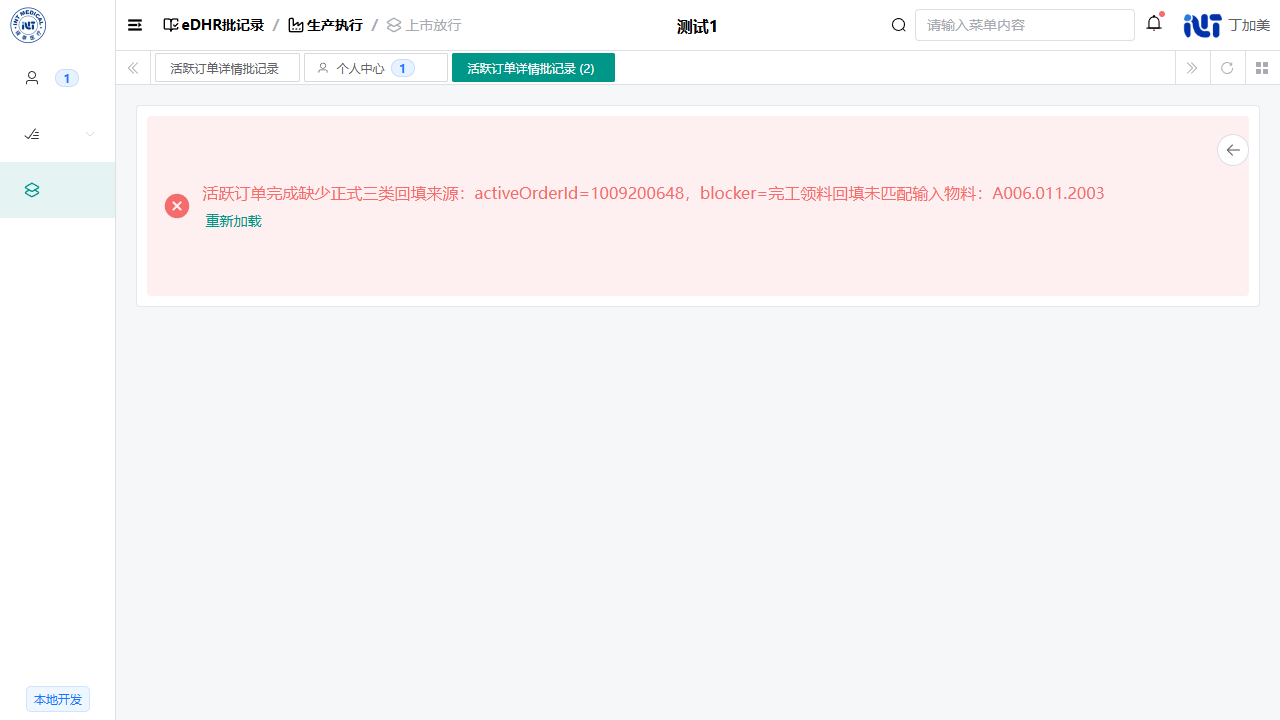 INT MEDICAL
eDHR批记录 / 生产执行 / 上市放行
测试1
请输入菜单内容
丁加美
1
活跃订单详情批记录
个人中心 1
活跃订单详情批记录 (2)
活跃订单完成缺少正式三类回填来源：activeOrderId=1009200648，blocker=完工领料回填未匹配输入物料：A006.011.2003
重新加载
本地开发